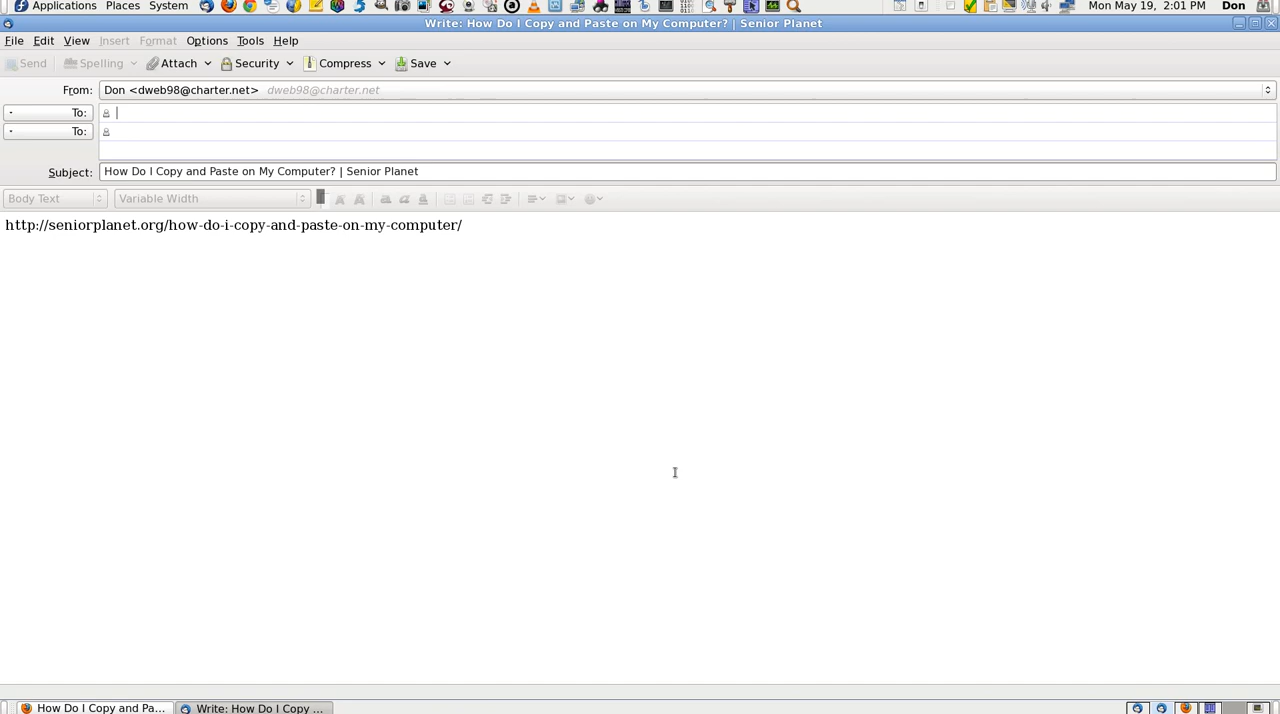 Applications Places System Mon May 19, 2:01 PM Don
Write: How Do I Copy and Paste on My Computer? | Senior Planet
File Edit View Insert Format Options Tools Help
Send Spelling Attach Security Compress Save
From: Don <dweb98@charter.net> dweb98@charter.net
To:
To:
Subject: How Do I Copy and Paste on My Computer? | Senior Planet
Body Text Variable Width
http://seniorplanet.org/how-do-i-copy-and-paste-on-my-computer/
How Do I Copy and Pa... Write: How Do I Copy ...